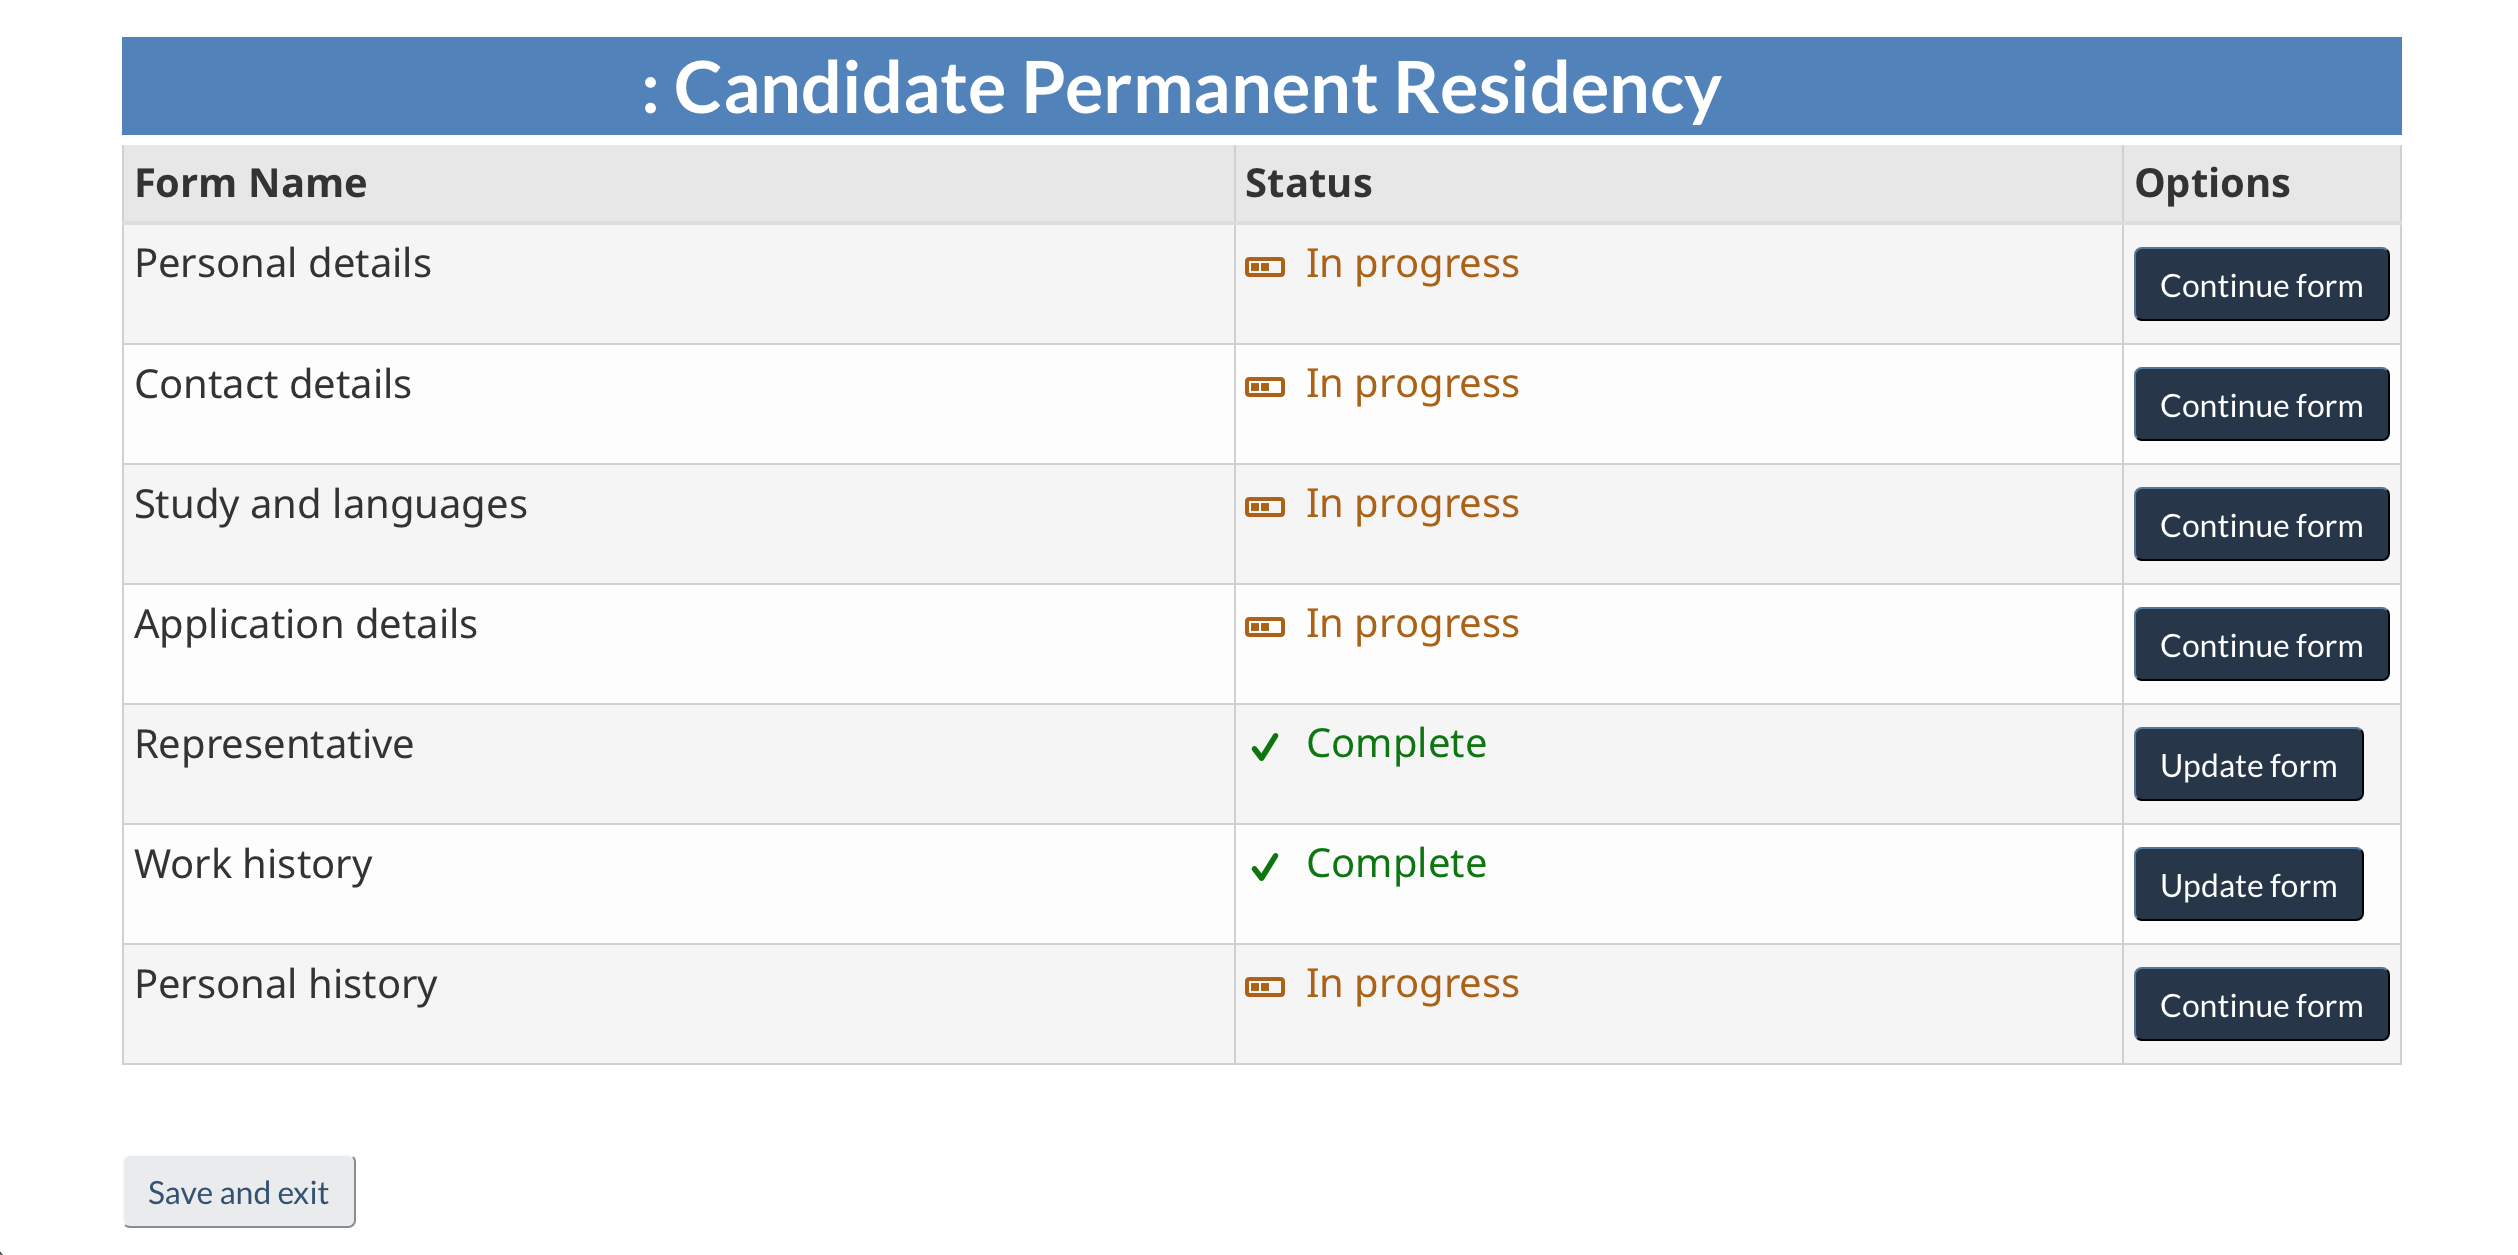 : Candidate Permanent Residency
Form Name Status Options
Personal details In progress Continue form
Contact details In progress Continue form
Study and languages In progress Continue form
Application details In progress Continue form
Representative Complete Update form
Work history Complete Update form
Personal history In progress Continue form
Save and exit